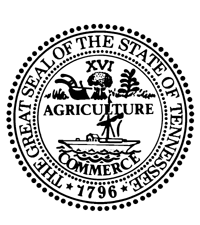 THE GREAT SEAL OF THE STATE OF TENNESSEE
XVI
AGRICULTURE
COMMERCE
1796